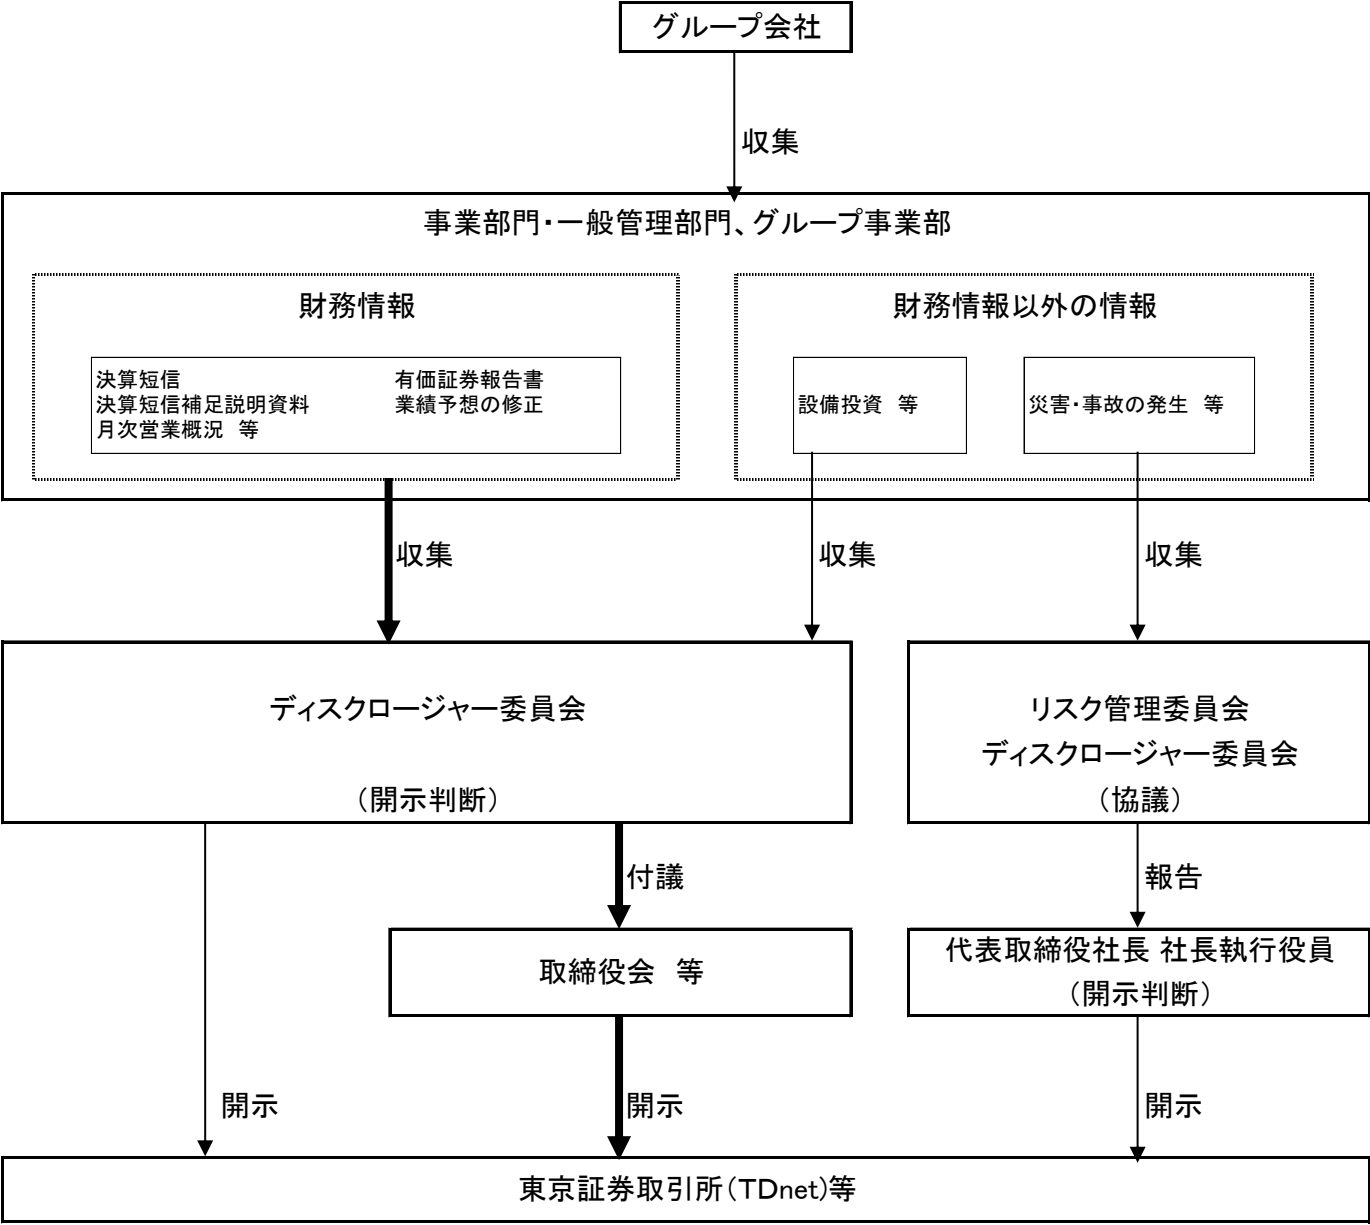 グループ会社
収集
事業部門・一般管理部門、グループ事業部
財務情報
決算短信　有価証券報告書
決算短信補足説明資料　業績予想の修正
月次営業概況　等
財務情報以外の情報
設備投資　等
災害・事故の発生　等
収集
収集
収集
ディスクロージャー委員会
（開示判断）
リスク管理委員会
ディスクロージャー委員会
（協議）
付議
報告
取締役会　等
代表取締役社長 社長執行役員
（開示判断）
開示
開示
開示
東京証券取引所（TDnet）等